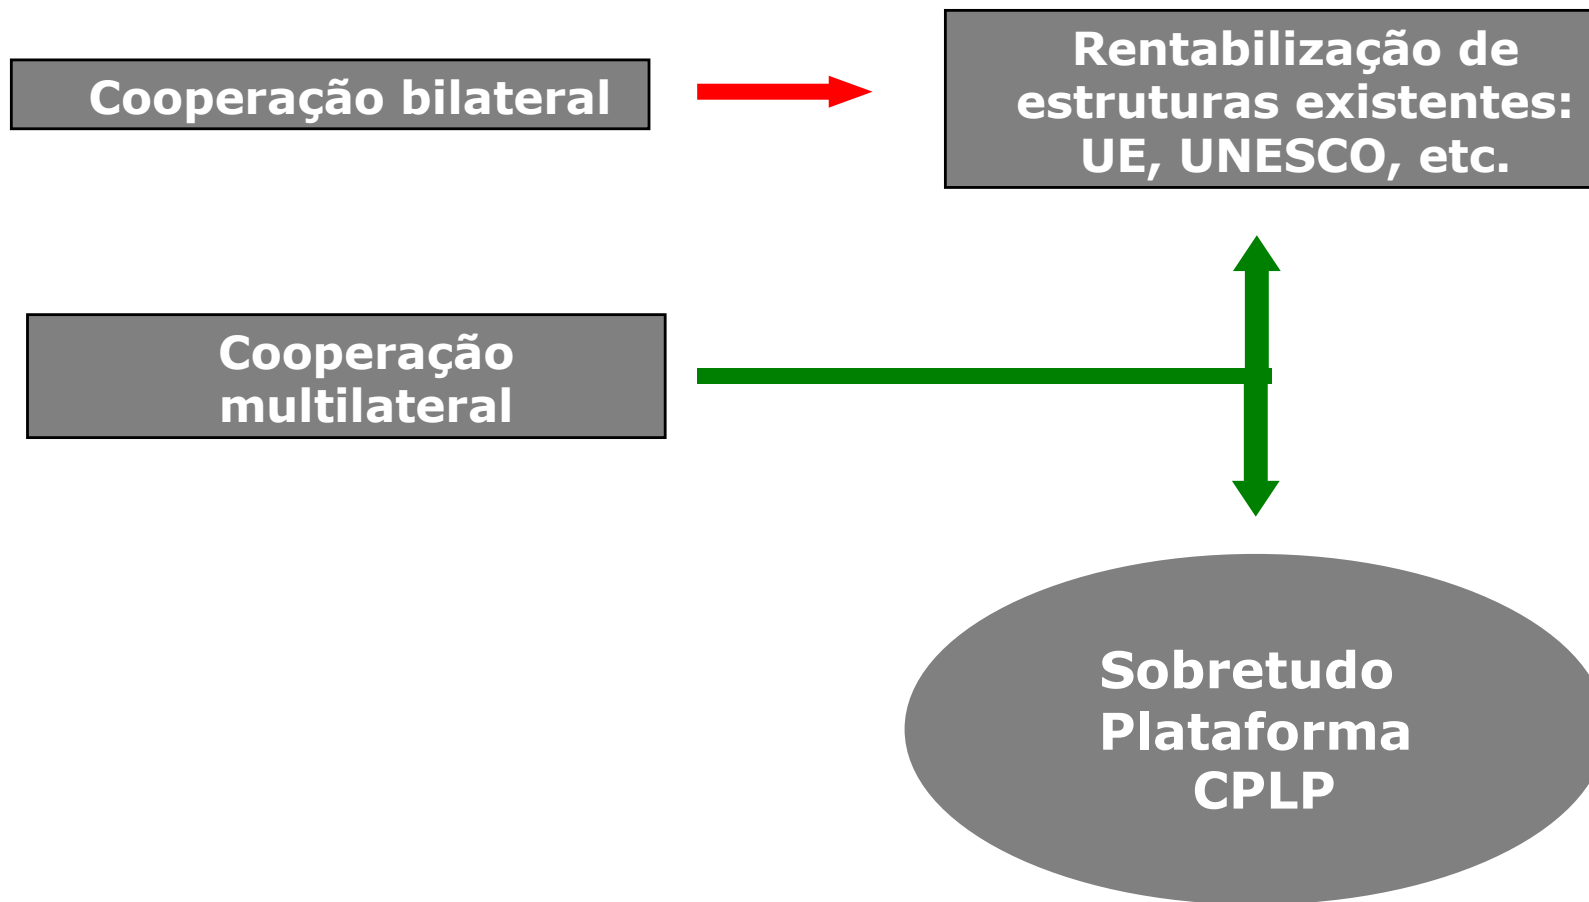 Cooperação bilateral
Rentabilização de
estruturas existentes:
UE, UNESCO, etc.
Cooperação
multilateral
Sobretudo
Plataforma
CPLP